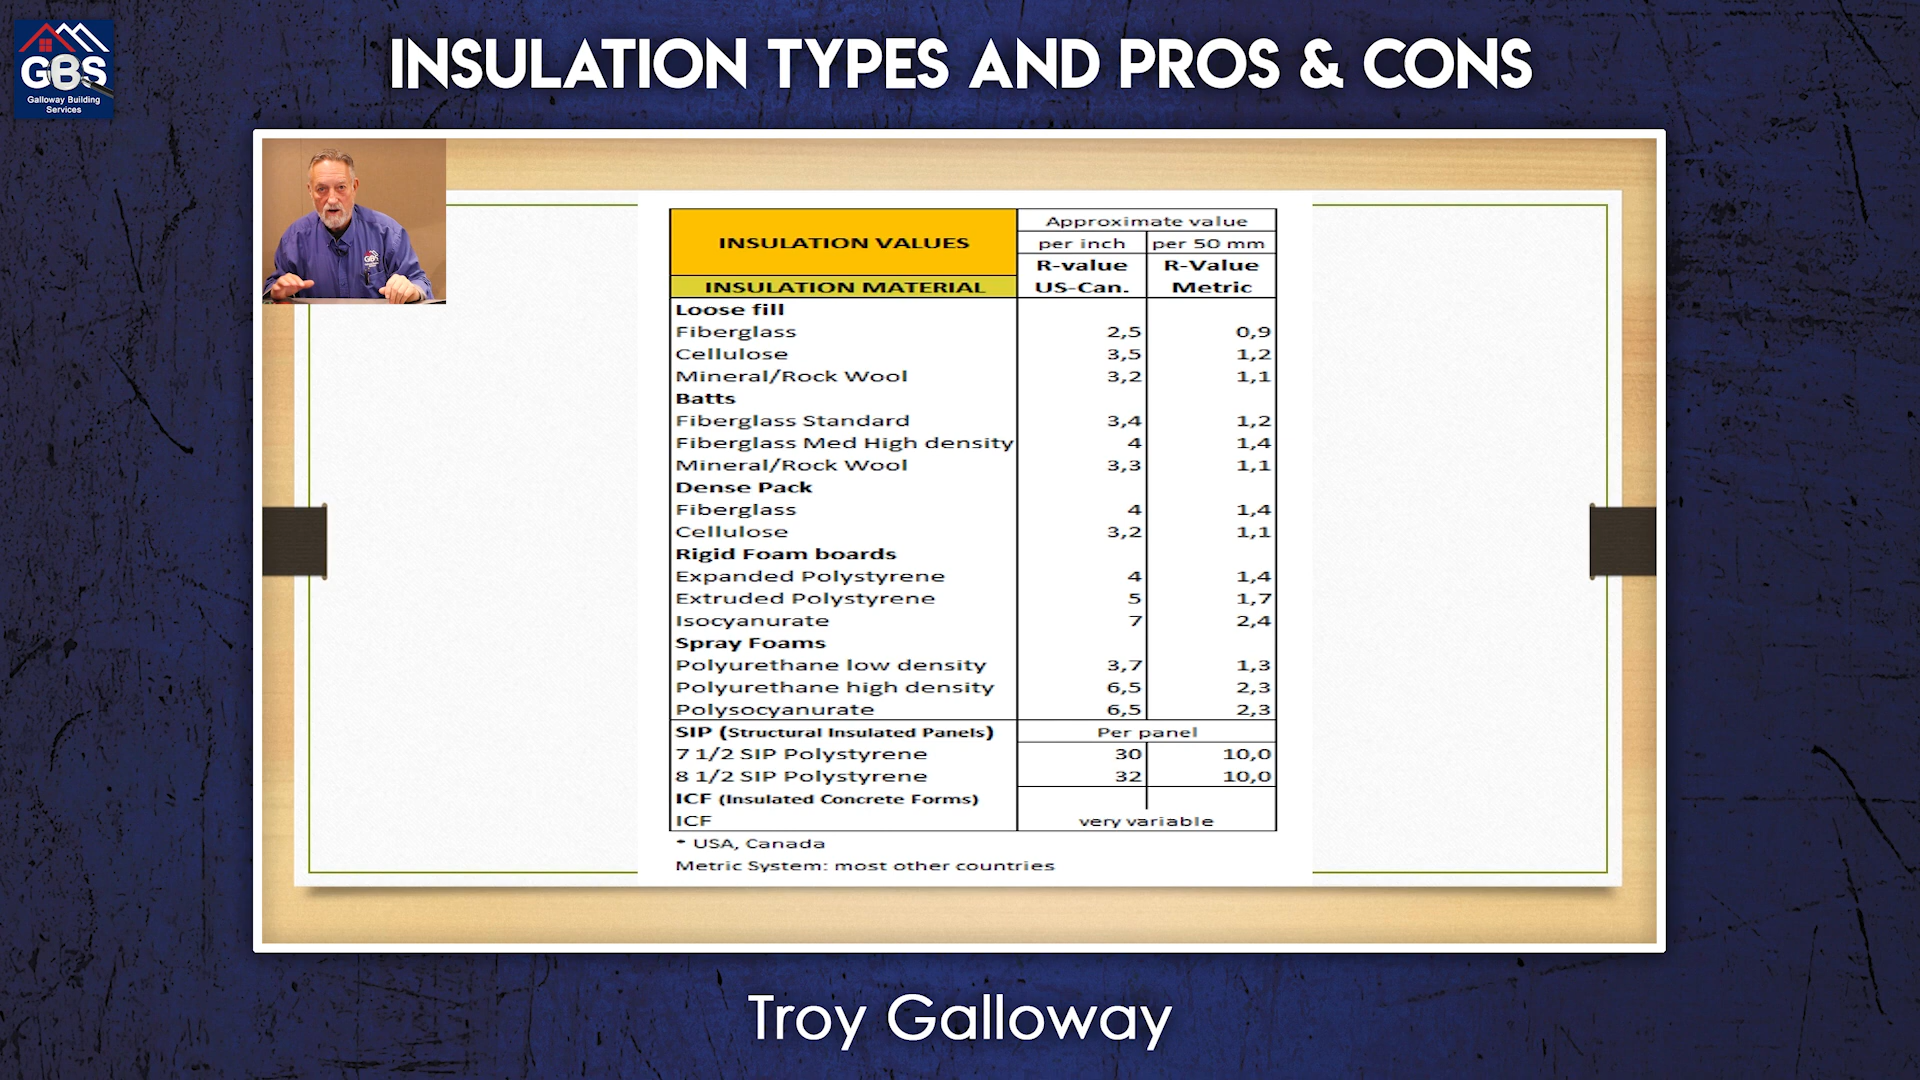 GBS
Galloway Building
Services
INSULATION TYPES AND PROS & CONS
GBS
INSULATION VALUES
Approximate value
per inch per 50 mm
R-value R-Value
INSULATION MATERIAL US-Can. Metric
Loose fill
Fiberglass 2,5 0,9
Cellulose 3,5 1,2
Mineral/Rock Wool 3,2 1,1
Batts
Fiberglass Standard 3,4 1,2
Fiberglass Med High density 4 1,4
Mineral/Rock Wool 3,3 1,1
Dense Pack
Fiberglass 4 1,4
Cellulose 3,2 1,1
Rigid Foam boards
Expanded Polystyrene 4 1,4
Extruded Polystyrene 5 1,7
Isocyanurate 7 2,4
Spray Foams
Polyurethane low density 3,7 1,3
Polyurethane high density 6,5 2,3
Polysocyanurate 6,5 2,3
SIP (Structural Insulated Panels) Per panel
7 1/2 SIP Polystyrene 30 10,0
8 1/2 SIP Polystyrene 32 10,0
ICF (Insulated Concrete Forms)
ICF very variable
* USA, Canada
Metric System: most other countries
Troy Galloway